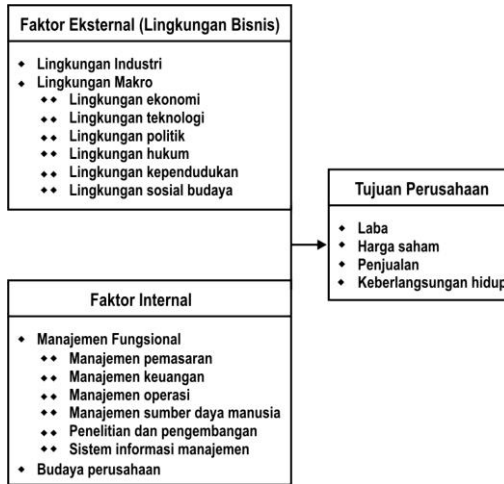 Faktor Eksternal (Lingkungan Bisnis)
Lingkungan Industri
Lingkungan Makro
Lingkungan ekonomi
Lingkungan teknologi
Lingkungan politik
Lingkungan hukum
Lingkungan kependudukan
Lingkungan sosial budaya
Tujuan Perusahaan
Laba
Harga saham
Penjualan
Keberlangsungan hidup
Faktor Internal
Manajemen Fungsional
Manajemen pemasaran
Manajemen keuangan
Manajemen operasi
Manajemen sumber daya manusia
Penelitian dan pengembangan
Sistem informasi manajemen
Budaya perusahaan